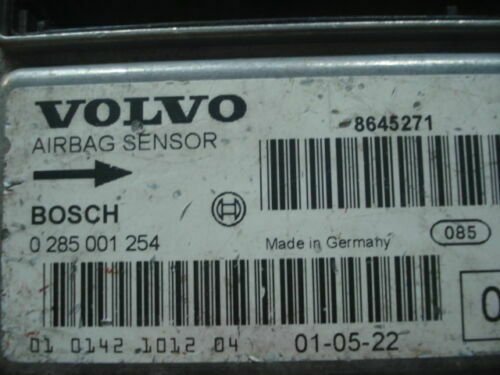 VOLVO
8645271
AIRBAG SENSOR
BOSCH
0 285 001 254
Made in Germany
085
0
01 0142 1012 04
01-05-22